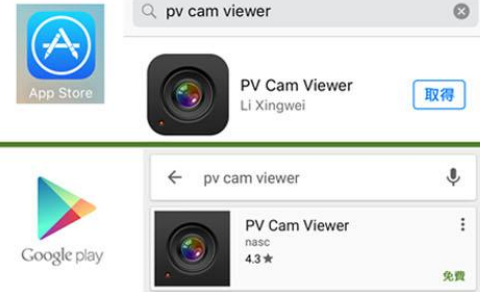 pv cam viewer
App Store
PV Cam Viewer
Li Xingwei
取得
pv cam viewer
Google play
PV Cam Viewer
nasc
4.3★
免費